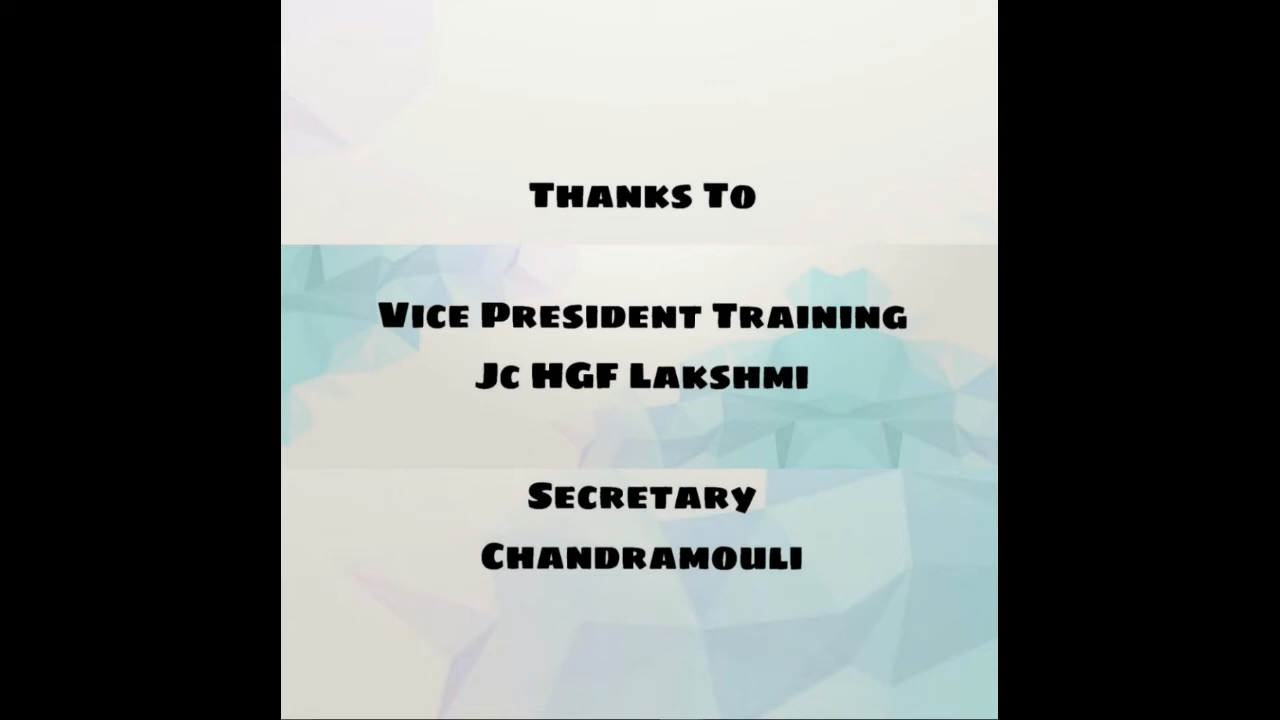 Thanks To
Vice President Training
Jc HGF Lakshmi
Secretary
Chandramouli